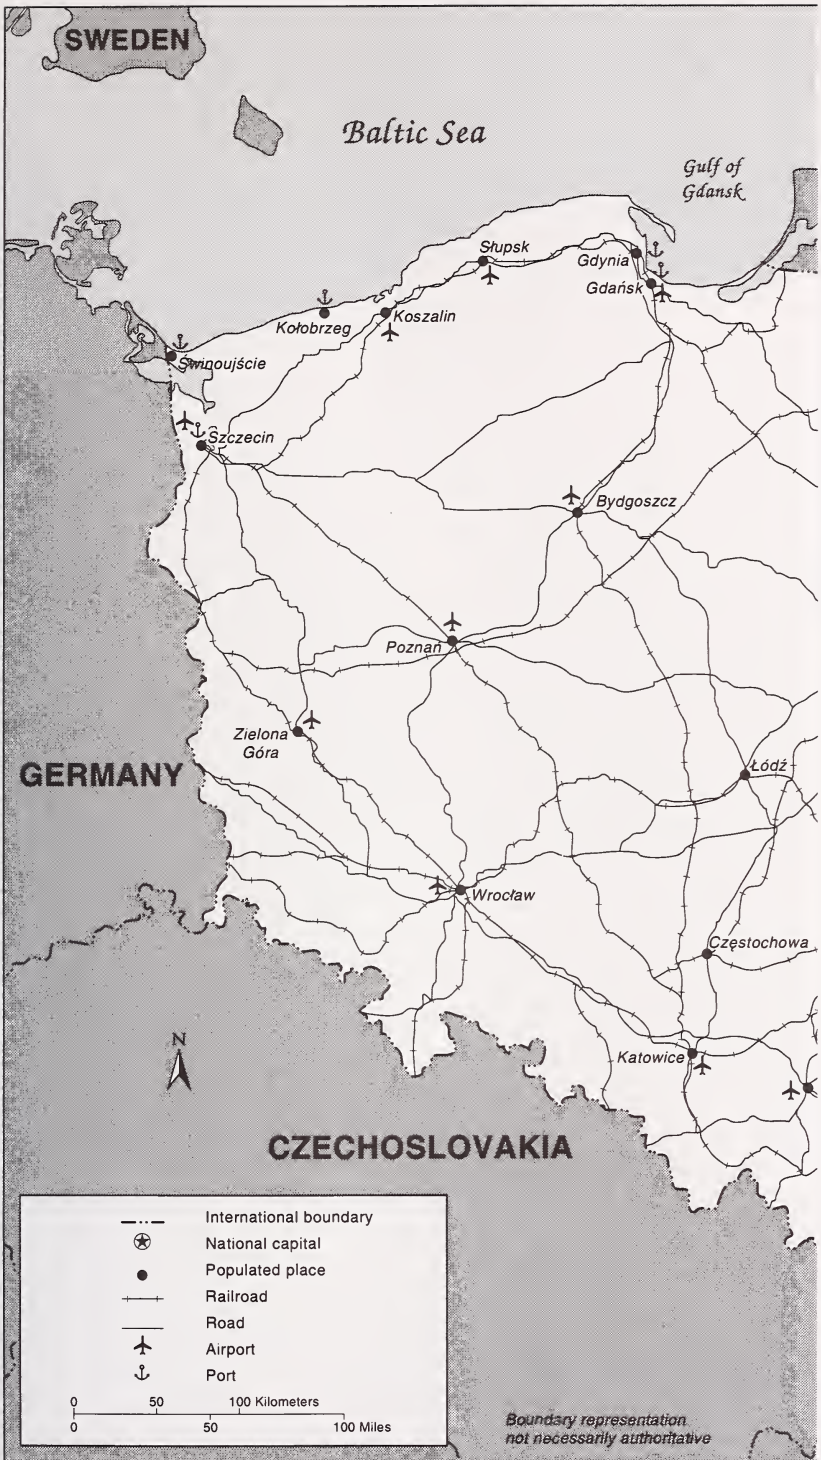 SWEDEN
Baltic Sea
Gulf of
Gdansk
Słupsk
Gdynia
Gdańsk
Kołobrzeg
Koszalin
Świnoujście
Szczecin
Bydgoszcz
Poznań
Zielona
Góra
GERMANY
Łódź
Wrocław
Częstochowa
N
Katowice
CZECHOSLOVAKIA
International boundary
National capital
Populated place
Railroad
Road
Airport
Port
0 50 100 Kilometers
0 50 100 Miles
Boundary representation
not necessarily authoritative